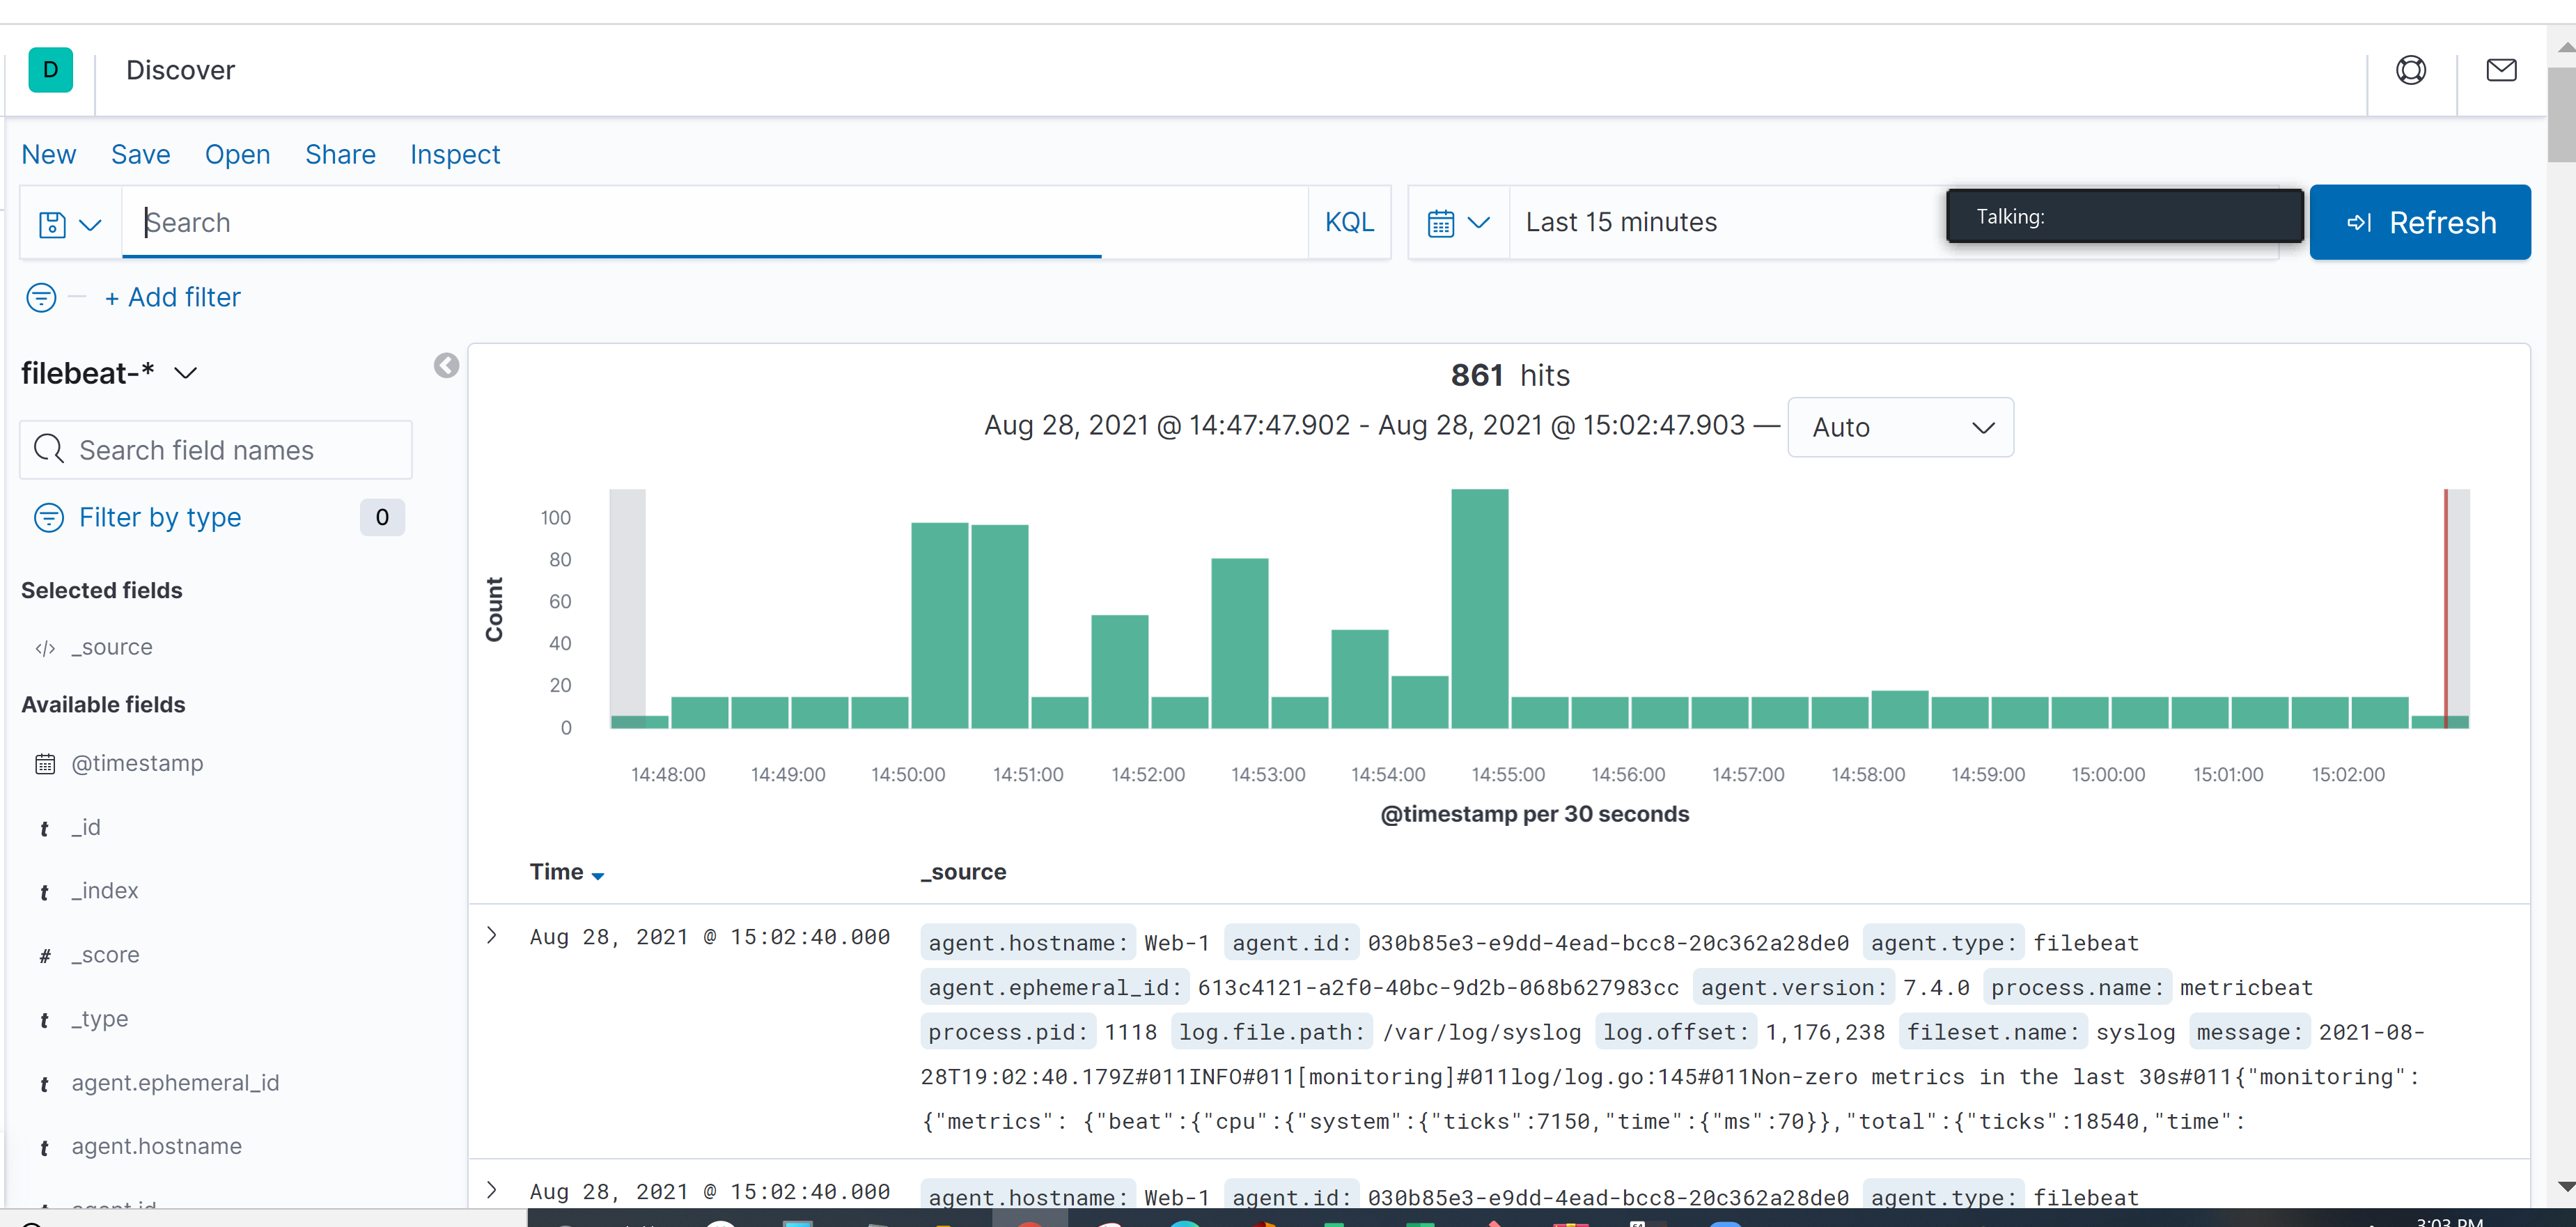 D Discover
New Save Open Share Inspect
Search KQL Last 15 minutes Talking: Refresh
+ Add filter
filebeat-*
Search field names
Filter by type 0
Selected fields
</> _source
Available fields
@timestamp
t _id
t _index
# _score
t _type
t agent.ephemeral_id
t agent.hostname
861 hits
Aug 28, 2021 @ 14:47:47.902 - Aug 28, 2021 @ 15:02:47.903 — Auto
Count
100
80
60
40
20
0
14:48:00 14:49:00 14:50:00 14:51:00 14:52:00 14:53:00 14:54:00 14:55:00 14:56:00 14:57:00 14:58:00 14:59:00 15:00:00 15:01:00 15:02:00
@timestamp per 30 seconds
Time _source
Aug 28, 2021 @ 15:02:40.000 agent.hostname: Web-1 agent.id: 030b85e3-e9dd-4ead-bcc8-20c362a28de0 agent.type: filebeat
agent.ephemeral_id: 613c4121-a2f0-40bc-9d2b-068b627983cc agent.version: 7.4.0 process.name: metricbeat
process.pid: 1118 log.file.path: /var/log/syslog log.offset: 1,176,238 fileset.name: syslog message: 2021-08-
28T19:02:40.179Z#011INFO#011[monitoring]#011log/log.go:145#011Non-zero metrics in the last 30s#011{"monitoring":
{"metrics": {"beat":{"cpu":{"system":{"ticks":7150,"time":{"ms":70}},"total":{"ticks":18540,"time":
Aug 28, 2021 @ 15:02:40.000 agent.hostname: Web-1 agent.id: 030b85e3-e9dd-4ead-bcc8-20c362a28de0 agent.type: filebeat
3:03 PM